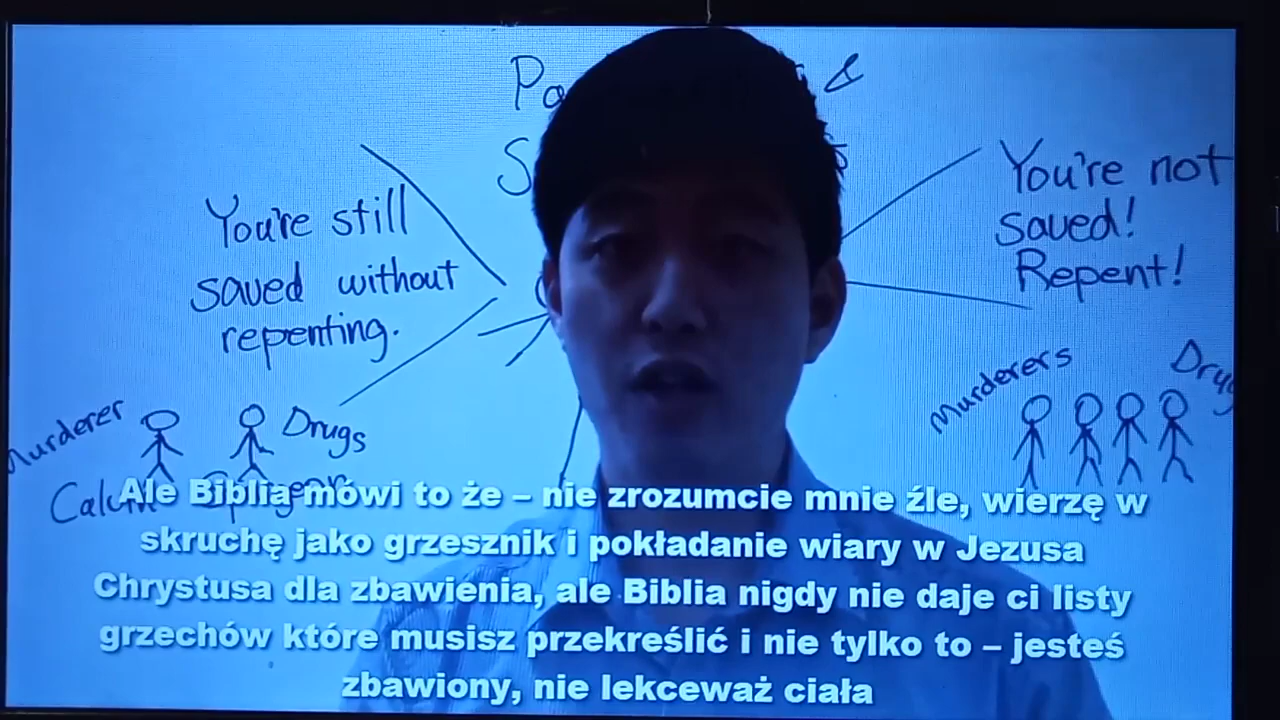 You're still
saved without
repenting.
You're not
saved!
Repent!
Murderer
Drugs
Murderers
Ale Biblia mówi to że – nie zrozumcie mnie źle, wierzę w
skruchę jako grzesznik i pokładanie wiary w Jezusa
Chrystusa dla zbawienia, ale Biblia nigdy nie daje ci listy
grzechów które musisz przekreślić i nie tylko to – jesteś
zbawiony, nie lekceważ ciała